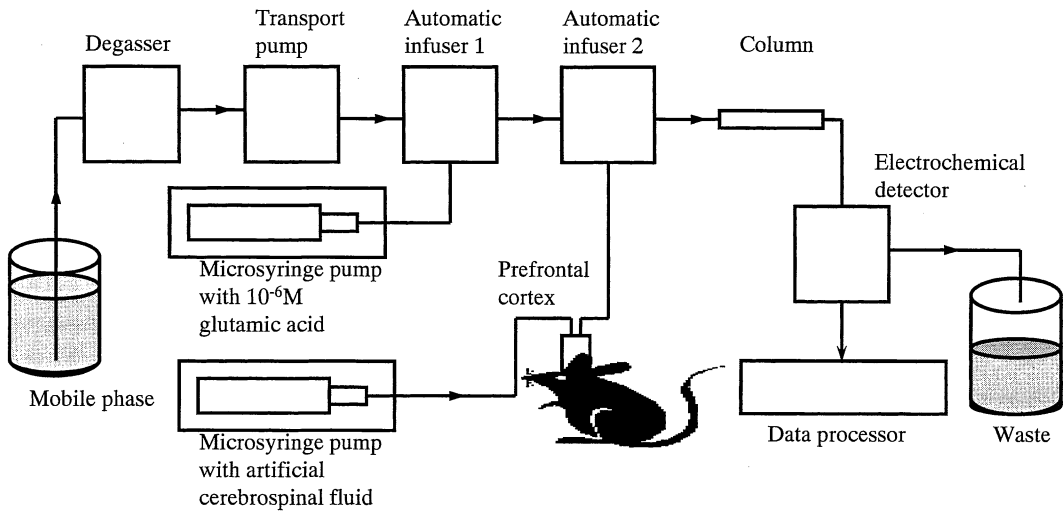 Degasser
Transport
pump
Automatic
infuser 1
Automatic
infuser 2
Column
Electrochemical
detector
Microsyringe pump
with 10⁻⁶M
glutamic acid
Prefrontal
cortex
Mobile phase
Microsyringe pump
with artificial
cerebrospinal fluid
Data processor
Waste